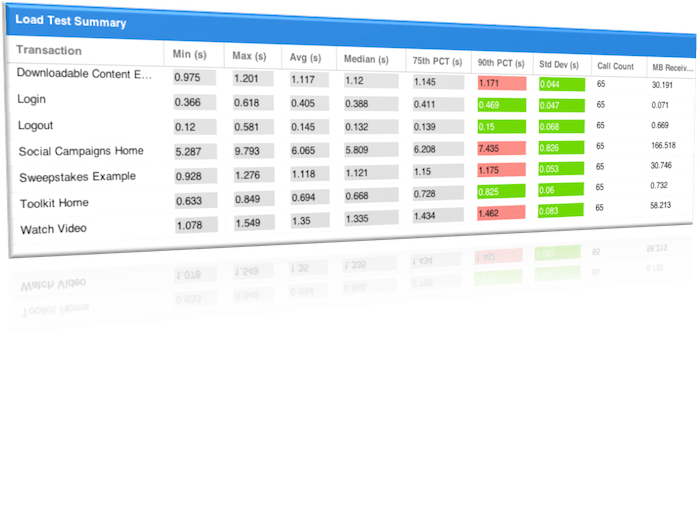 Load Test Summary
Transaction Min (s) Max (s) Avg (s) Median (s) 75th PCT (s) 90th PCT (s) Std Dev (s) Call Count MB Receiv...
Downloadable Content E... 0.975 1.201 1.117 1.12 1.145 1.171 0.044 65 30.191
Login 0.366 0.618 0.405 0.388 0.411 0.469 0.047 65 0.071
Logout 0.12 0.581 0.145 0.132 0.139 0.15 0.068 65 0.669
Social Campaigns Home 5.287 9.793 6.065 5.809 6.208 7.435 0.826 65 166.518
Sweepstakes Example 0.928 1.276 1.118 1.121 1.15 1.175 0.053 65 30.746
Toolkit Home 0.633 0.849 0.694 0.668 0.728 0.825 0.06 65 0.732
Watch Video 1.078 1.549 1.35 1.335 1.434 1.462 0.083 65 58.213